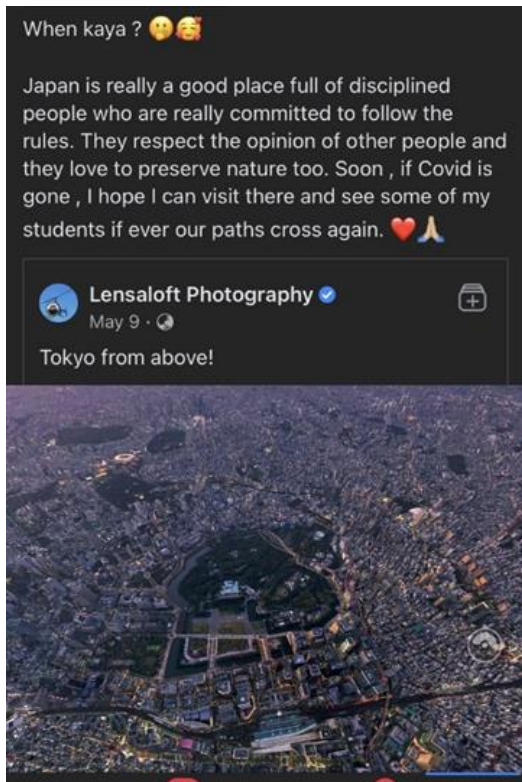 When kaya ? 🤫🥰
Japan is really a good place full of disciplined
people who are really committed to follow the
rules. They respect the opinion of other people and
they love to preserve nature too. Soon , if Covid is
gone , I hope I can visit there and see some of my
students if ever our paths cross again. ❤️🙏🏼
Lensaloft Photography
May 9 ·
Tokyo from above!